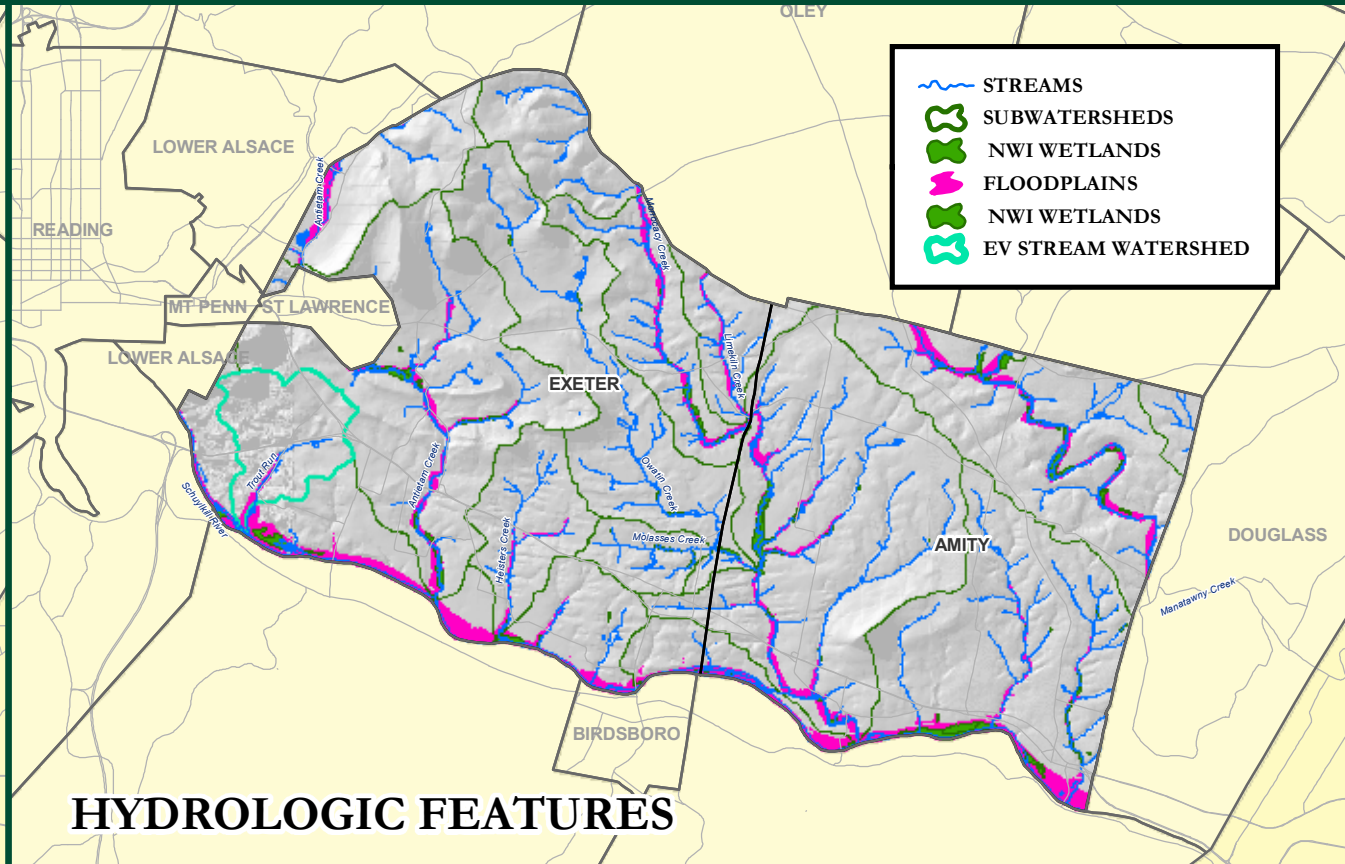 OLEY
STREAMS
SUBWATERSHEDS
NWI WETLANDS
FLOODPLAINS
NWI WETLANDS
EV STREAM WATERSHED
LOWER ALSACE
Antietam Creek
READING
Monocacy Creek
MT PENN
ST LAWRENCE
LOWER ALSACE
Limekiln Creek
EXETER
Trout Run
Antietam Creek
Owatin Creek
Schuylkill River
Heisters Creek
Molasses Creek
AMITY
DOUGLASS
Manatawny Creek
BIRDSBORO
HYDROLOGIC FEATURES